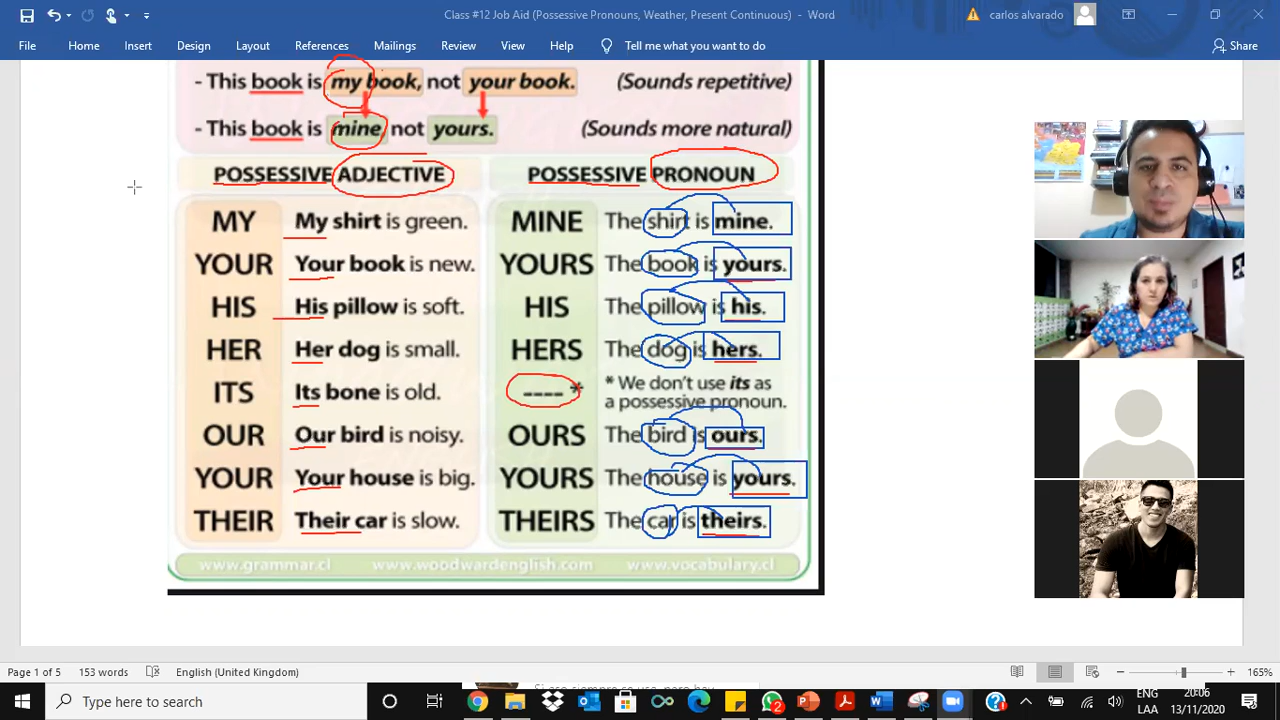 Class #12 Job Aid (Possessive Pronouns, Weather, Present Continuous) - Word
carlos alvarado
File Home Insert Design Layout References Mailings Review View Help Tell me what you want to do Share
- This book is my book, not your book. (Sounds repetitive)
- This book is mine not yours. (Sounds more natural)
POSSESSIVE ADJECTIVE POSSESSIVE PRONOUN
MY My shirt is green. MINE The shirt is mine.
YOUR Your book is new. YOURS The book is yours.
HIS His pillow is soft. HIS The pillow is his.
HER Her dog is small. HERS The dog is hers.
ITS Its bone is old. ----* * We don't use its as
a possessive pronoun.
OUR Our bird is noisy. OURS The bird is ours.
YOUR Your house is big. YOURS The house is yours.
THEIR Their car is slow. THEIRS The car is theirs.
www.grammar.cl www.woodwardenglish.com www.vocabulary.cl
Page 1 of 5 153 words English (United Kingdom) 165%
Type here to search 2 ENG 20:06
LAA 13/11/2020